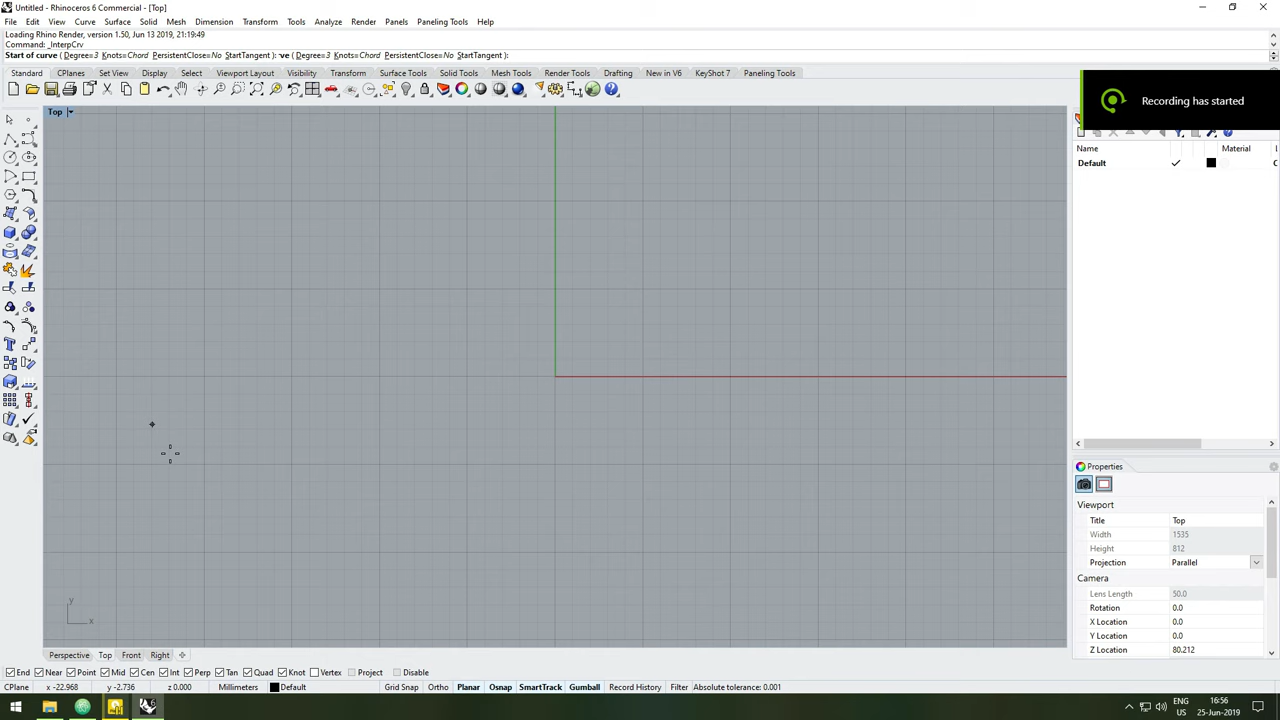 Untitled - Rhinoceros 6 Commercial - [Top]
File Edit View Curve Surface Solid Mesh Dimension Transform Tools Analyze Render Panels Paneling Tools Help
Loading Rhino Render, version 1.50, Jun 13 2019, 21:19:49
Command: _InterpCrv
Start of curve ( Degree=3 Knots=Chord PersistentClose=No StartTangent ): ve ( Degree=3 Knots=Chord PersistentClose=No StartTangent ):
Standard CPlanes Set View Display Select Viewport Layout Visibility Transform Surface Tools Solid Tools Mesh Tools Render Tools Drafting New in V6 KeyShot 7 Paneling Tools
Recording has started
Top
Name Material L
Default C
Properties
Viewport
Title Top
Width 1535
Height 812
Projection Parallel
Camera
Lens Length 50.0
Rotation 0.0
X Location 0.0
Y Location 0.0
Z Location 80.212
y
x
Perspective Top Front Right
End Near Point Mid Cen Int Perp Tan Quad Knot Vertex Project Disable
CPlane x -22.968 y -2.736 z 0.000 Millimeters Default Grid Snap Ortho Planar Osnap SmartTrack Gumball Record History Filter Absolute tolerance: 0.001
ENG 16:56
US 25-Jun-2019